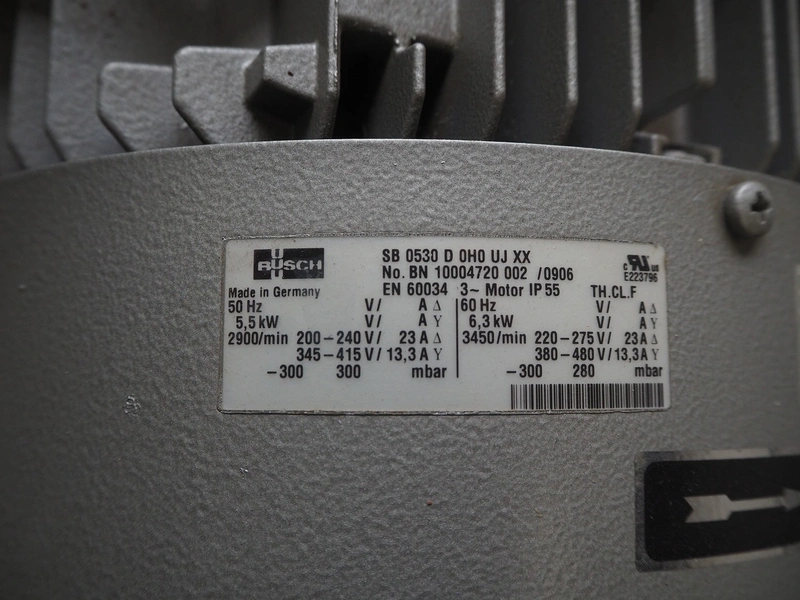 BUSCH
SB 0530 D 0H0 UJ XX
No. BN 10004720 002 /0906
c RU us
E223796
Made in Germany
EN 60034 3~ Motor IP 55 TH.CL.F
50 Hz V/ A Δ 60 Hz V/ A Δ
5,5 kW V/ A Y 6,3 kW V/ A Y
2900/min 200-240 V/ 23 A Δ 3450/min 220-275 V/ 23 A Δ
345-415 V/ 13,3 A Y 380-480 V/ 13,3 A Y
-300 300 mbar -300 280 mbar